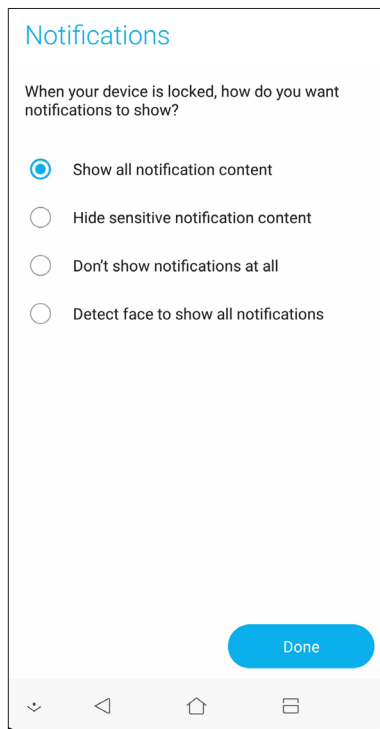 Notifications
When your device is locked, how do you want
notifications to show?
Show all notification content
Hide sensitive notification content
Don’t show notifications at all
Detect face to show all notifications
Done